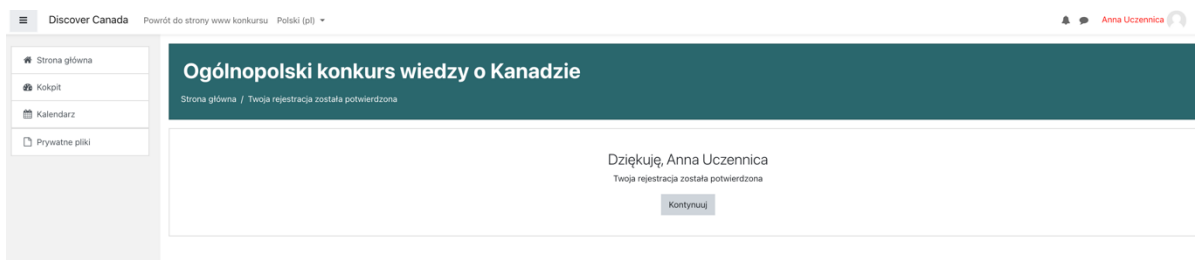 Discover Canada Powrót do strony www konkursu Polski (pl) Anna Uczennica
Strona główna
Kokpit
Kalendarz
Prywatne pliki
Ogólnopolski konkurs wiedzy o Kanadzie
Strona główna / Twoja rejestracja została potwierdzona
Dziękuję, Anna Uczennica
Twoja rejestracja została potwierdzona
Kontynuuj